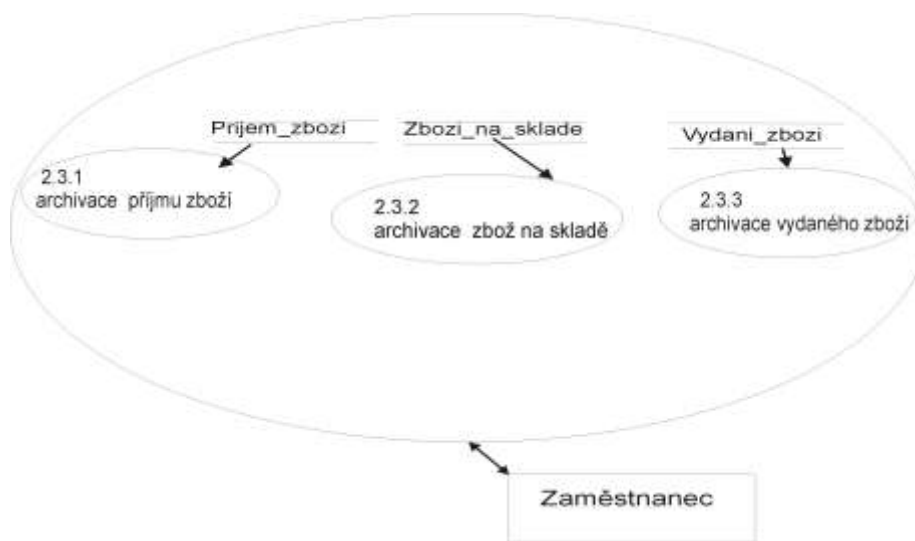 Prijem_zbozi
Zbozi_na_sklade
Vydani_zbozi
2.3.1
archivace příjmu zboží
2.3.2
archivace zbož na skladě
2.3.3
archivace vydaného zboží
Zaměstnanec